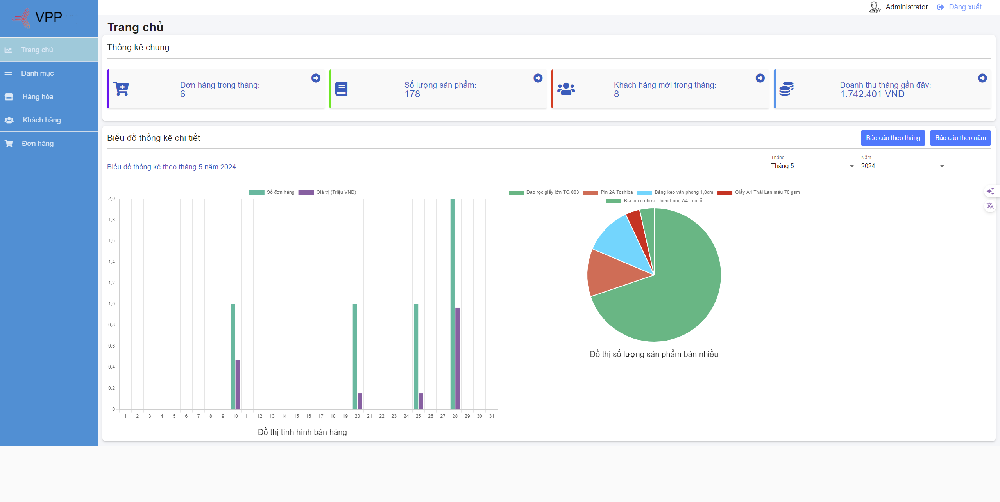 VPP
Administrator
Đăng xuất
Trang chủ
Danh mục
Hàng hóa
Khách hàng
Đơn hàng
Trang chủ
Thống kê chung
Đơn hàng trong tháng:
6
Số lượng sản phẩm:
178
Khách hàng mới trong tháng:
8
Doanh thu tháng gần đây:
1.742.401 VND
Biểu đồ thống kê chi tiết
Báo cáo theo tháng
Báo cáo theo năm
Biểu đồ thống kê theo tháng 5 năm 2024
Tháng
Tháng 5
Năm
2024
Số đơn hàng
Giá trị (Triệu VND)
2,0
1,8
1,6
1,4
1,2
1,0
0,8
0,6
0,4
0,2
0
1 2 3 4 5 6 7 8 9 10 11 12 13 14 15 16 17 18 19 20 21 22 23 24 25 26 27 28 29 30 31
Đồ thị tình hình bán hàng
Dao rọc giấy lớn TQ 803
Pin 2A Toshiba
Băng keo văn phòng 1,8cm
Giấy A4 Thái Lan màu 70 gsm
Bìa acco nhựa Thiên Long A4 - có lỗ
Đồ thị số lượng sản phẩm bán nhiều